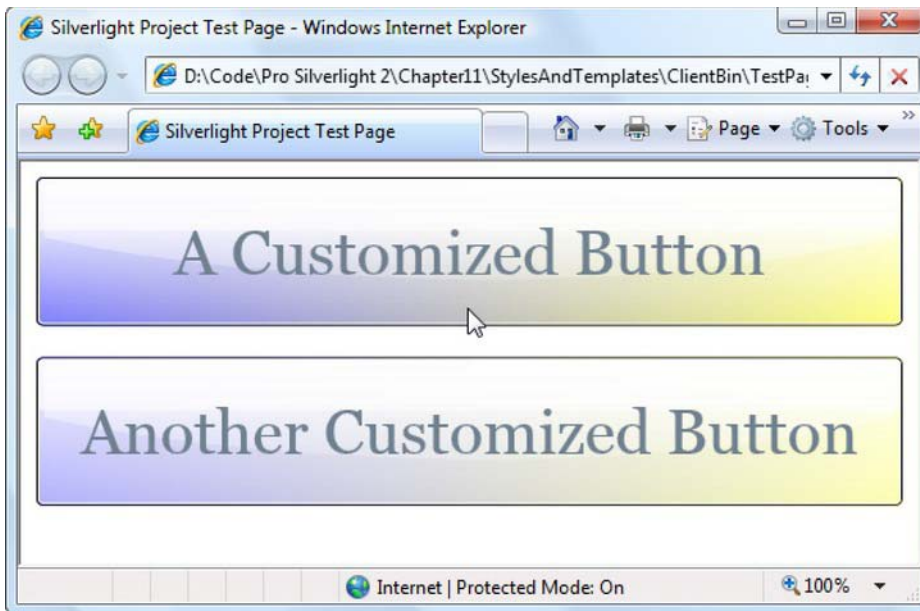 Silverlight Project Test Page - Windows Internet Explorer
D:\Code\Pro Silverlight 2\Chapter11\StylesAndTemplates\ClientBin\TestPa
Silverlight Project Test Page
Page
Tools
A Customized Button
Another Customized Button
Internet | Protected Mode: On
100%